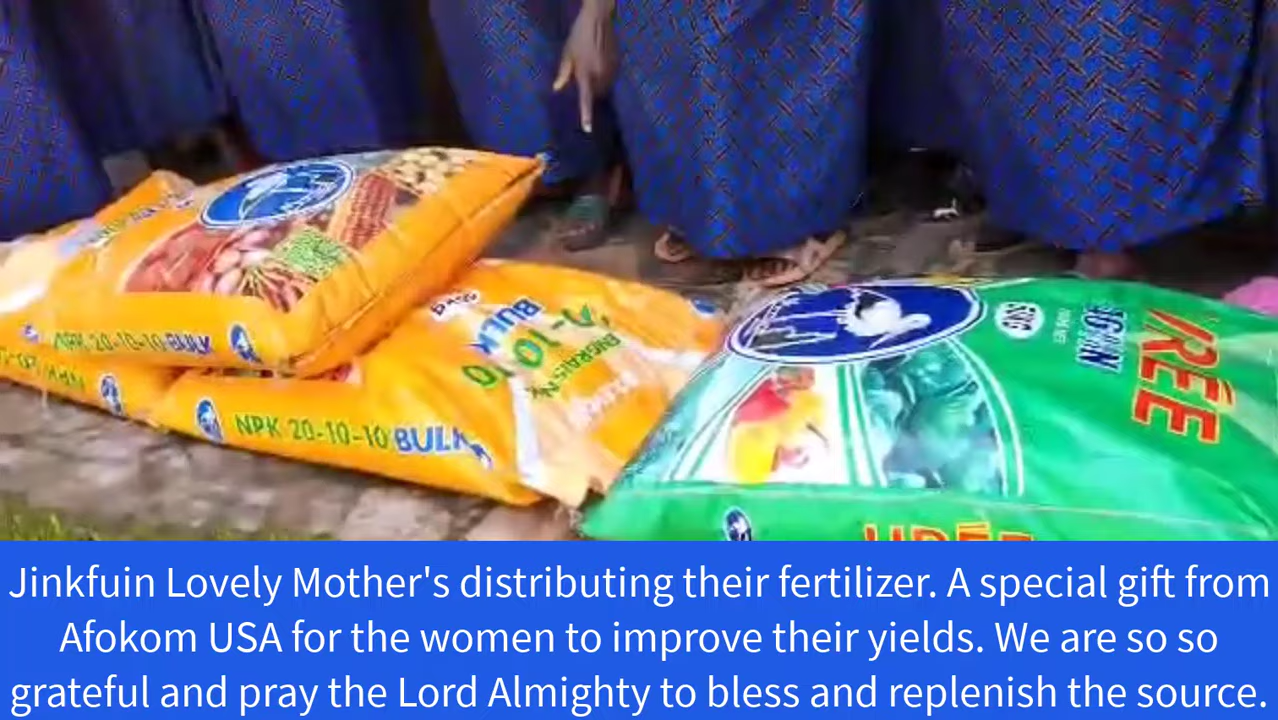 NPK 20-10-10 BULK
BULK
ENGRAIS
NPK 20-10-10 BULK
50KG
URÉE
Jinkfuin Lovely Mother's distributing their fertilizer. A special gift from
Afokom USA for the women to improve their yields. We are so so
grateful and pray the Lord Almighty to bless and replenish the source.